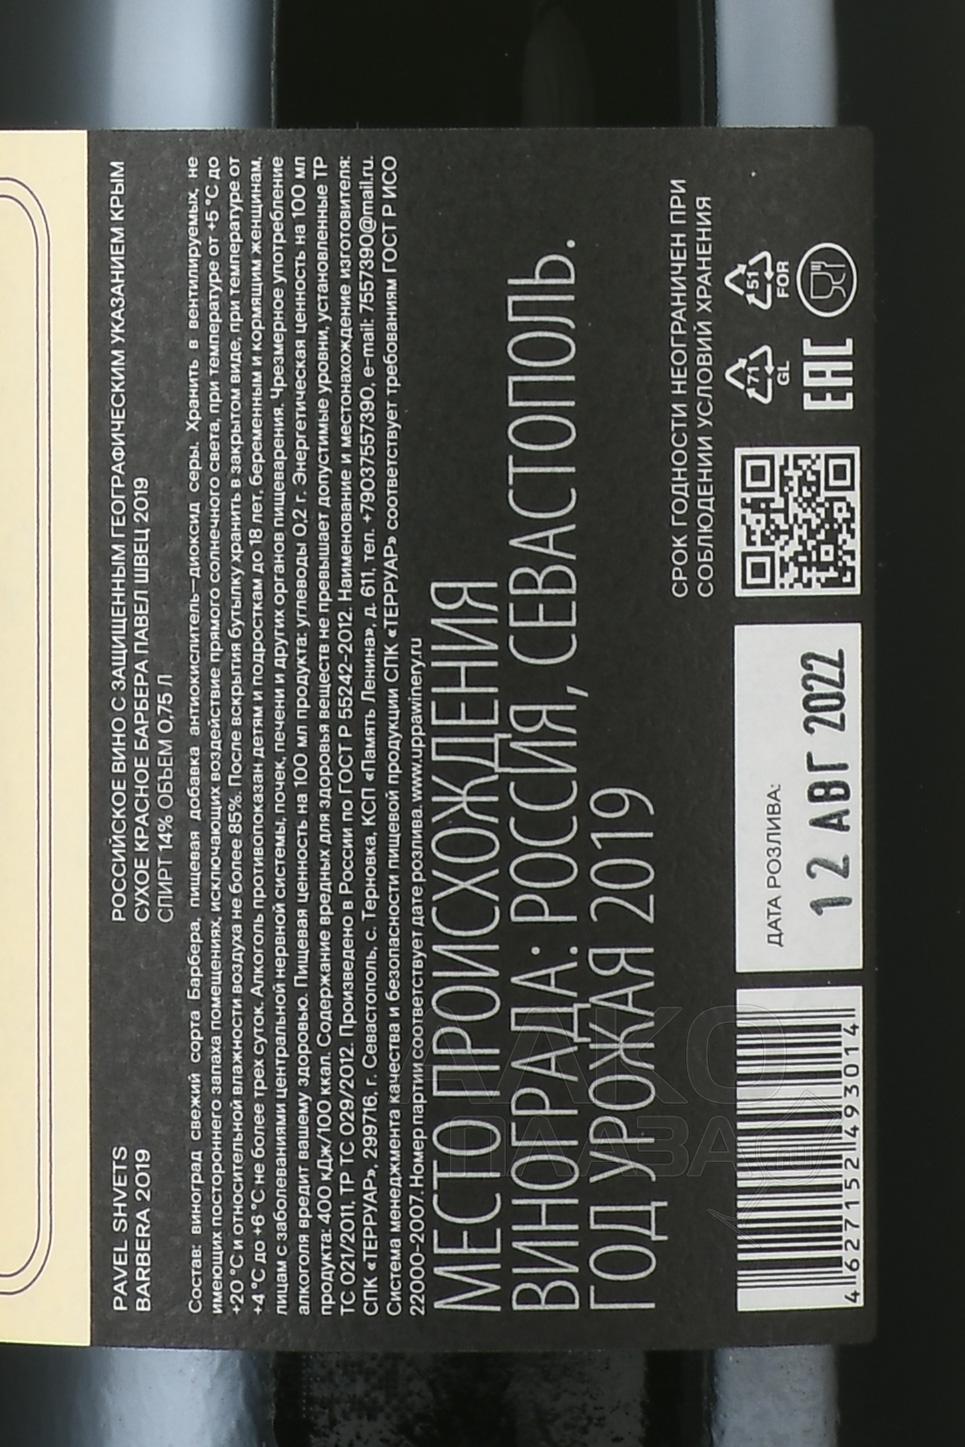 PAVEL SHVETS
BARBERA 2019
РОССИЙСКОЕ ВИНО С ЗАЩИЩЕННЫМ ГЕОГРАФИЧЕСКИМ УКАЗАНИЕМ КРЫМ
СУХОЕ КРАСНОЕ БАРБЕРА ПАВЕЛ ШВЕЦ 2019
СПИРТ 14% ОБЪЕМ 0,75 Л
Состав: виноград свежий сорта Барбера, пищевая добавка антиокислитель–диоксид серы. Хранить в вентилируемых, не
имеющих постороннего запаха помещениях, исключающих воздействие прямого солнечного света, при температуре от +5 °С до
+20 °С и относительной влажности воздуха не более 85%. После вскрытия бутылку хранить в закрытом виде, при температуре от
+4 °С до +6 °С не более трех суток. Алкоголь противопоказан детям и подросткам до 18 лет, беременным и кормящим женщинам,
лицам с заболеваниями центральной нервной системы, почек, печени и других органов пищеварения. Чрезмерное употребление
алкоголя вредит вашему здоровью. Пищевая ценность на 100 мл продукта: углеводы 0,2 г. Энергетическая ценность на 100 мл
продукта: 400 кДж/100 ккал. Содержание вредных для здоровья веществ не превышает допустимые уровни, установленные ТР
ТС 021/2011, ТР ТС 029/2012. Произведено в России по ГОСТ Р 55242-2012. Наименование и местонахождение изготовителя:
СПК «ТЕРРУАР», 299716, г. Севастополь, с. Терновка, КСП «Память Ленина», д. 611, тел. +79037557390, e-mail: 7557390@mail.ru.
Система менеджмента качества и безопасности пищевой продукции СПК «ТЕРРУАР» соответствует требованиям ГОСТ Р ИСО
22000-2007. Номер партии соответствует дате розлива. www.uppawinery.ru
МЕСТО ПРОИСХОЖДЕНИЯ
ВИНОГРАДА: РОССИЯ, СЕВАСТОПОЛЬ.
ГОД УРОЖАЯ 2019
СРОК ГОДНОСТИ НЕОГРАНИЧЕН ПРИ
СОБЛЮДЕНИИ УСЛОВИЙ ХРАНЕНИЯ
46271521493014
ДАТА РОЗЛИВА:
12 АВГ 2022
71
GL
51
FOR
EAC
АЛКО
ПЛАЗА